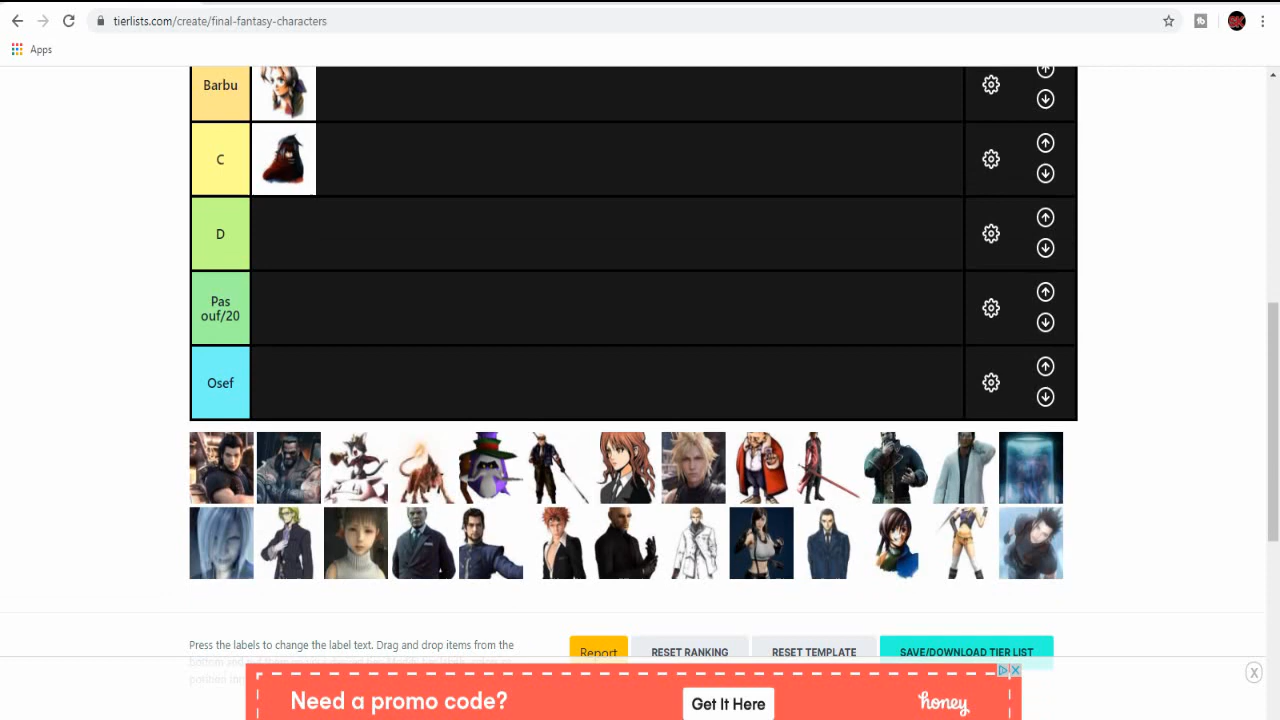 tierlists.com/create/final-fantasy-characters
Apps
Barbu
C
D
Pas
ouf/20
Osef
Press the labels to change the label text. Drag and drop items from the
Report
RESET RANKING
RESET TEMPLATE
SAVE/DOWNLOAD TIER LIST
Need a promo code?
Get It Here
honey